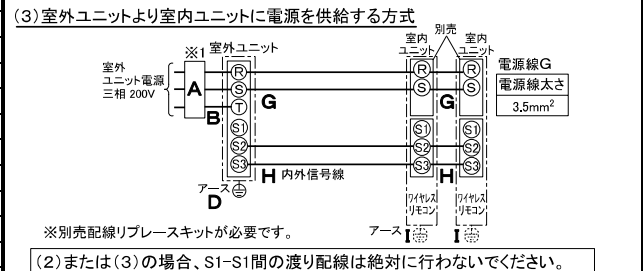 (3)室外ユニットより室内ユニットに電源を供給する方式
※1
室外ユニット
別売
室内
ユニット
室内
ユニット
室外
ユニット電源
三相 200V
A
B
R
S
T
S1
S2
S3
G
H 内外信号線
アース
D
R
S
S1
S2
S3
G
H
R
S
S1
S2
S3
電源線G
電源線太さ
3.5mm²
ワイヤレス
リモコン
ワイヤレス
リモコン
アース I
I
※別売配線リプレースキットが必要です。
(2)または(3)の場合、S1-S1間の渡り配線は絶対に行わないでください。